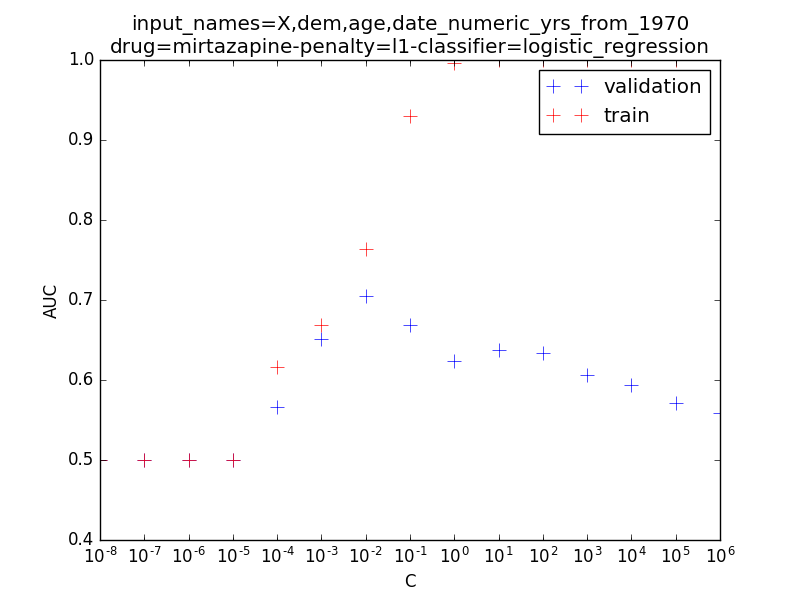 input_names=X,dem,age,date_numeric_yrs_from_1970
drug=mirtazapine-penalty=l1-classifier=logistic_regression
validation
train
1.0
0.9
0.8
0.7
0.6
0.5
0.4
AUC
10⁻⁸ 10⁻⁷ 10⁻⁶ 10⁻⁵ 10⁻⁴ 10⁻³ 10⁻² 10⁻¹ 10⁰ 10¹ 10² 10³ 10⁴ 10⁵ 10⁶
C